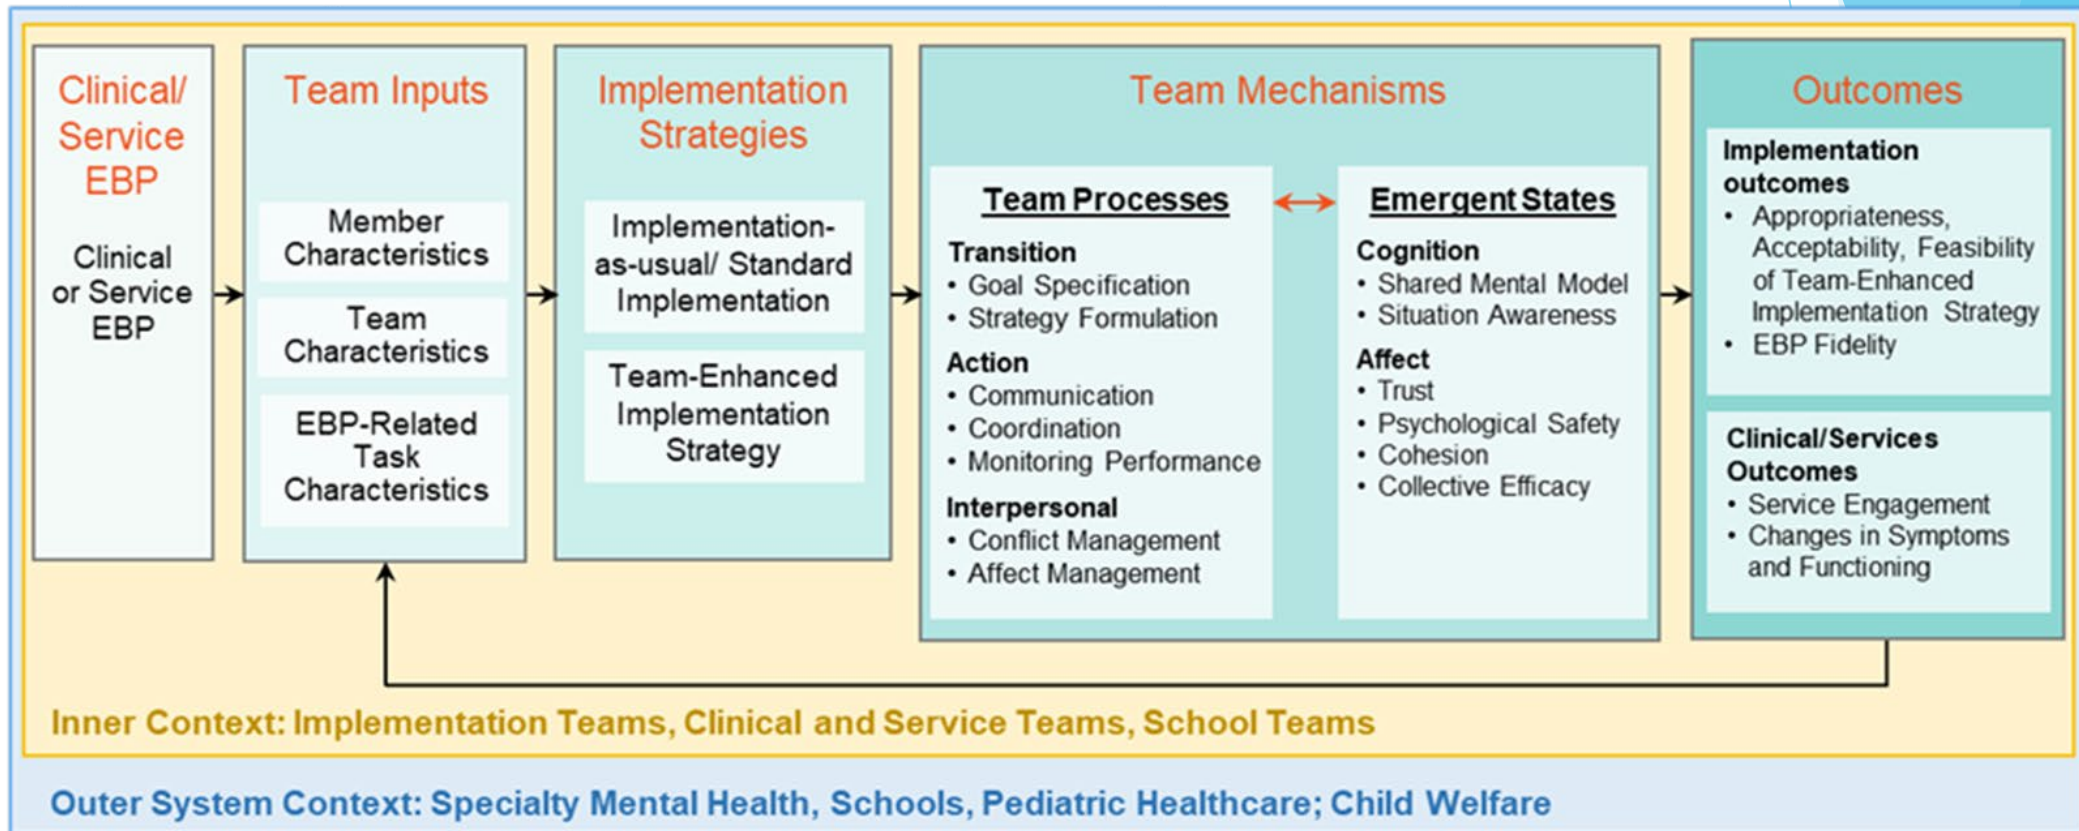 Clinical/
Service
EBP
Clinical
or Service
EBP
Team Inputs
Member
Characteristics
Team
Characteristics
EBP-Related
Task
Characteristics
Implementation
Strategies
Implementation-
as-usual/ Standard
Implementation
Team-Enhanced
Implementation
Strategy
Team Mechanisms
Team Processes
Transition
• Goal Specification
• Strategy Formulation
Action
• Communication
• Coordination
• Monitoring Performance
Interpersonal
• Conflict Management
• Affect Management
Emergent States
Cognition
• Shared Mental Model
• Situation Awareness
Affect
• Trust
• Psychological Safety
• Cohesion
• Collective Efficacy
Outcomes
Implementation
outcomes
• Appropriateness,
Acceptability, Feasibility
of Team-Enhanced
Implementation Strategy
• EBP Fidelity
Clinical/Services
Outcomes
• Service Engagement
• Changes in Symptoms
and Functioning
Inner Context: Implementation Teams, Clinical and Service Teams, School Teams
Outer System Context: Specialty Mental Health, Schools, Pediatric Healthcare; Child Welfare